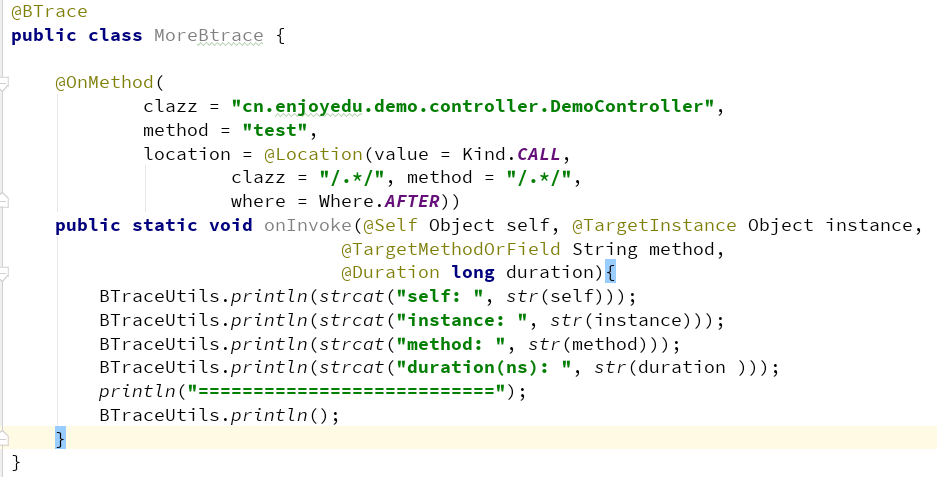 @BTrace
public class MoreBtrace {
@OnMethod(
clazz = "cn.enjoyedu.demo.controller.DemoController",
method = "test",
location = @Location(value = Kind.CALL,
clazz = "/.*/", method = "/.*/",
where = Where.AFTER))
public static void onInvoke(@Self Object self, @TargetInstance Object instance,
@TargetMethodOrField String method,
@Duration long duration){
BTraceUtils.println(strcat("self: ", str(self)));
BTraceUtils.println(strcat("instance: ", str(instance)));
BTraceUtils.println(strcat("method: ", str(method)));
BTraceUtils.println(strcat("duration(ns): ", str(duration )));
println("===========================");
BTraceUtils.println();
}
}